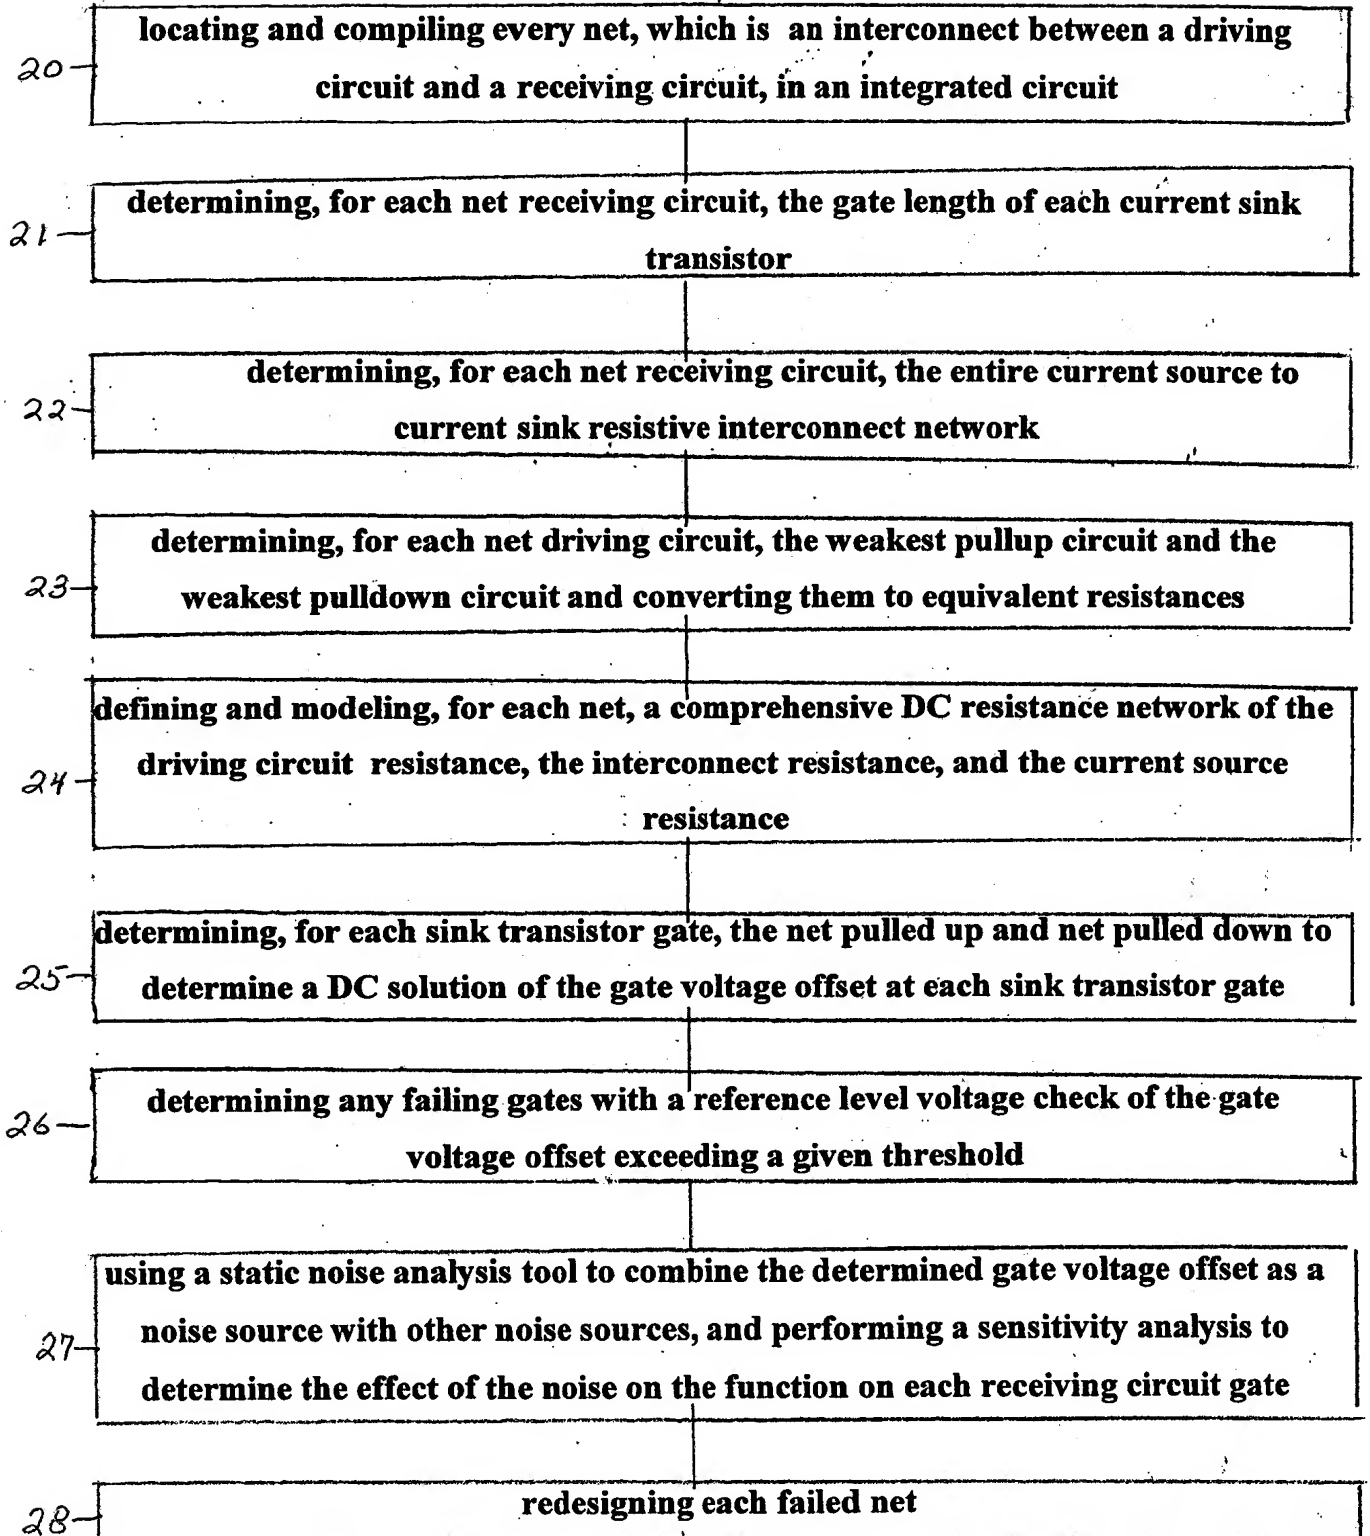 locating and compiling every net, which is an interconnect between a driving
20
circuit and a receiving circuit, in an integrated circuit
determining, for each net receiving circuit, the gate length of each current sink
21
transistor
determining, for each net receiving circuit, the entire current source to
22
current sink resistive interconnect network
determining, for each net driving circuit, the weakest pullup circuit and the
23
weakest pulldown circuit and converting them to equivalent resistances
defining and modeling, for each net, a comprehensive DC resistance network of the
driving circuit resistance, the interconnect resistance, and the current source
24
resistance
determining, for each sink transistor gate, the net pulled up and net pulled down to
25
determine a DC solution of the gate voltage offset at each sink transistor gate
determining any failing gates with a reference level voltage check of the gate
26
voltage offset exceeding a given threshold
using a static noise analysis tool to combine the determined gate voltage offset as a
noise source with other noise sources, and performing a sensitivity analysis to
27
determine the effect of the noise on the function on each receiving circuit gate
redesigning each failed net
28